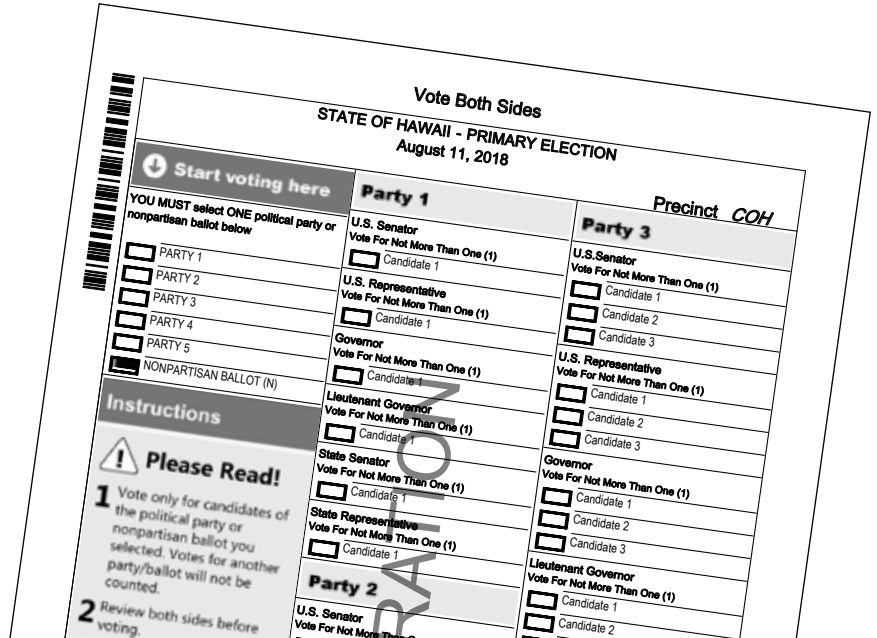 Vote Both Sides
STATE OF HAWAII - PRIMARY ELECTION
August 11, 2018
Precinct COH
Start voting here
YOU MUST select ONE political party or
nonpartisan ballot below
PARTY 1
PARTY 2
PARTY 3
PARTY 4
PARTY 5
NONPARTISAN BALLOT (N)
Instructions
Please Read!
1 Vote only for candidates of
the political party or
nonpartisan ballot you
selected. Votes for another
party/ballot will not be
counted.
2 Review both sides before
voting.
Party 1
U.S. Senator
Vote For Not More Than One (1)
Candidate 1
U.S. Representative
Vote For Not More Than One (1)
Candidate 1
Governor
Vote For Not More Than One (1)
Candidate 1
Lieutenant Governor
Vote For Not More Than One (1)
Candidate 1
State Senator
Vote For Not More Than One (1)
Candidate 1
State Representative
Vote For Not More Than One (1)
Candidate 1
Party 2
U.S. Senator
Vote For Not More Than
Party 3
U.S.Senator
Vote For Not More Than One (1)
Candidate 1
Candidate 2
Candidate 3
U.S. Representative
Vote For Not More Than One (1)
Candidate 1
Candidate 2
Candidate 3
Governor
Vote For Not More Than One (1)
Candidate 1
Candidate 2
Candidate 3
Lieutenant Governor
Vote For Not More Than One (1)
Candidate 1
Candidate 2
RATION